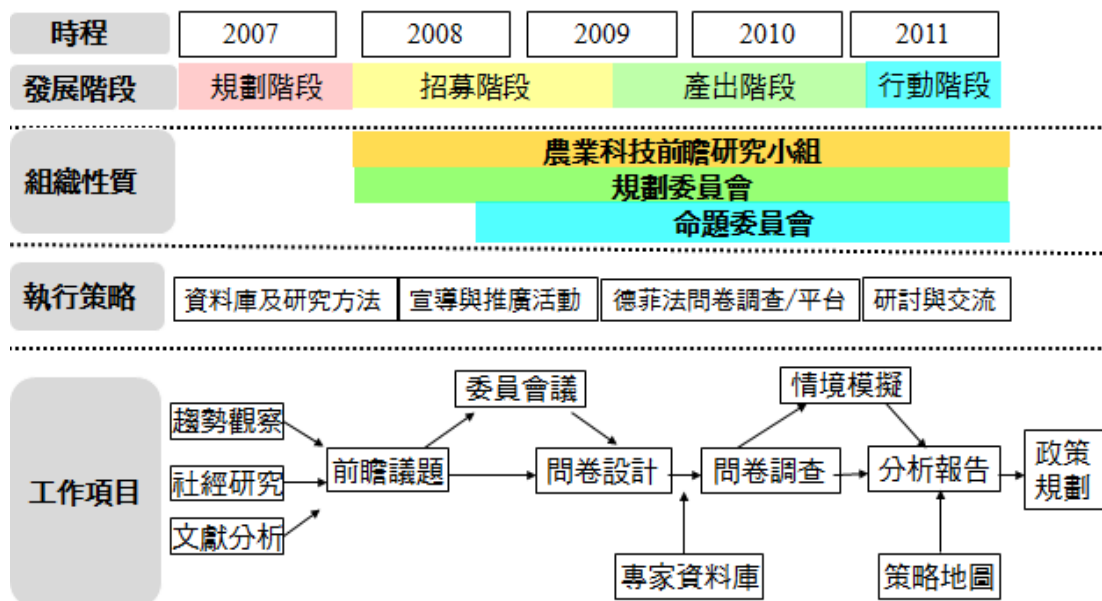 時程
2007
2008
2009
2010
2011
發展階段
規劃階段
招募階段
產出階段
行動階段
組織性質
農業科技前瞻研究小組
規劃委員會
命題委員會
執行策略
資料庫及研究方法
宣導與推廣活動
德菲法問卷調查/平台
研討與交流
工作項目
趨勢觀察
社經研究
文獻分析
前瞻議題
委員會議
問卷設計
專家資料庫
問卷調查
情境模擬
分析報告
策略地圖
政策
規劃